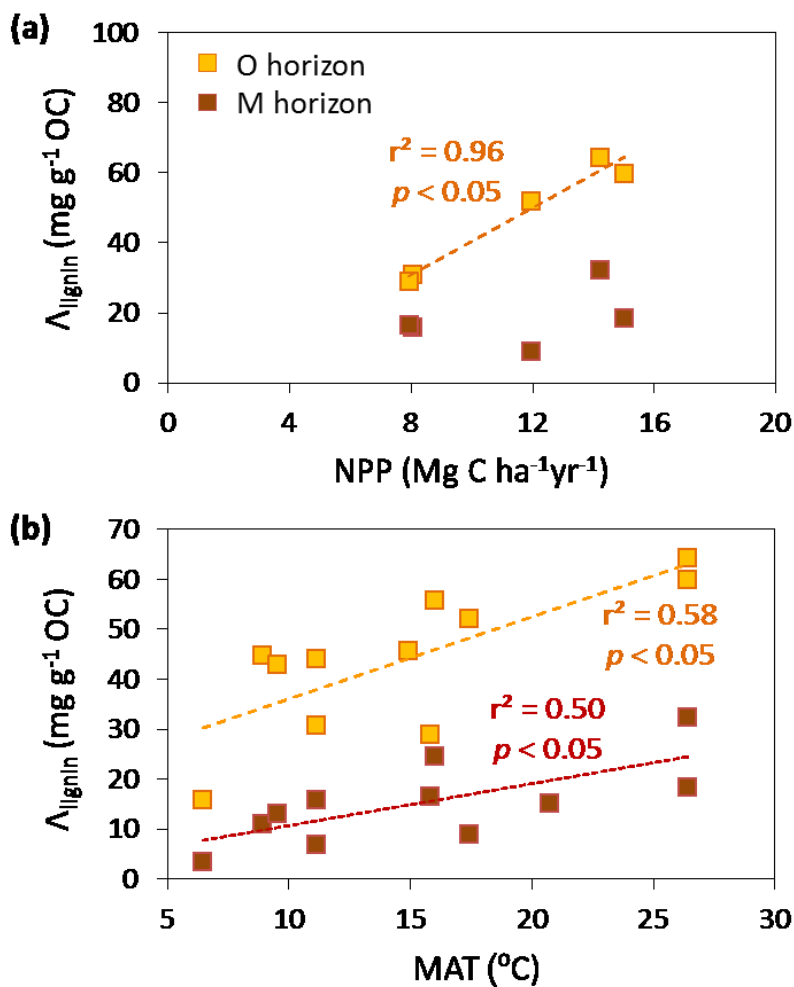 (a)
100
80
60
40
20
0
O horizon
M horizon
r² = 0.96
p < 0.05
Λlignin (mg g⁻¹ OC)
0 4 8 12 16 20
NPP (Mg C ha⁻¹yr⁻¹)
(b)
70
60
50
40
30
20
10
0
r² = 0.58
p < 0.05
r² = 0.50
p < 0.05
Λlignin (mg g⁻¹ OC)
5 10 15 20 25 30
MAT (⁰C)